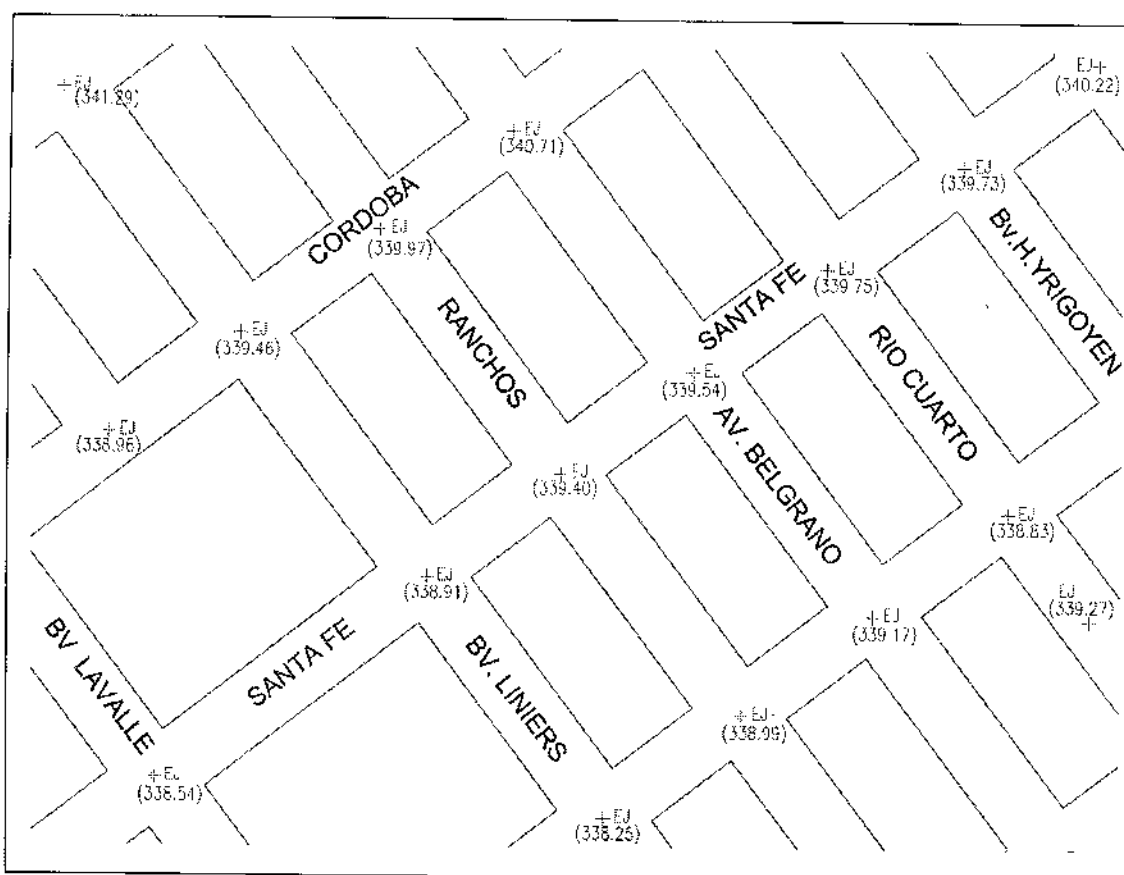 EJ
(340.22)
EJ
(341.29)
EJ
(340.71)
EJ
(339.73)
CORDOBA
EJ
(339.97)
Bv.H.YRIGOYEN
EJ
(339.75)
SANTA FE
RANCHOS
EJ
(339.46)
RIO CUARTO
EJ
(339.54)
AV. BELGRANO
EJ
(338.96)
EJ
(339.40)
EJ
(338.83)
EJ
(338.91)
EJ
(339.27)
EJ
(339.17)
BV. LAVALLE
SANTA FE
BV. LINIERS
EJ
(338.99)
EJ
(338.54)
EJ
(338.25)